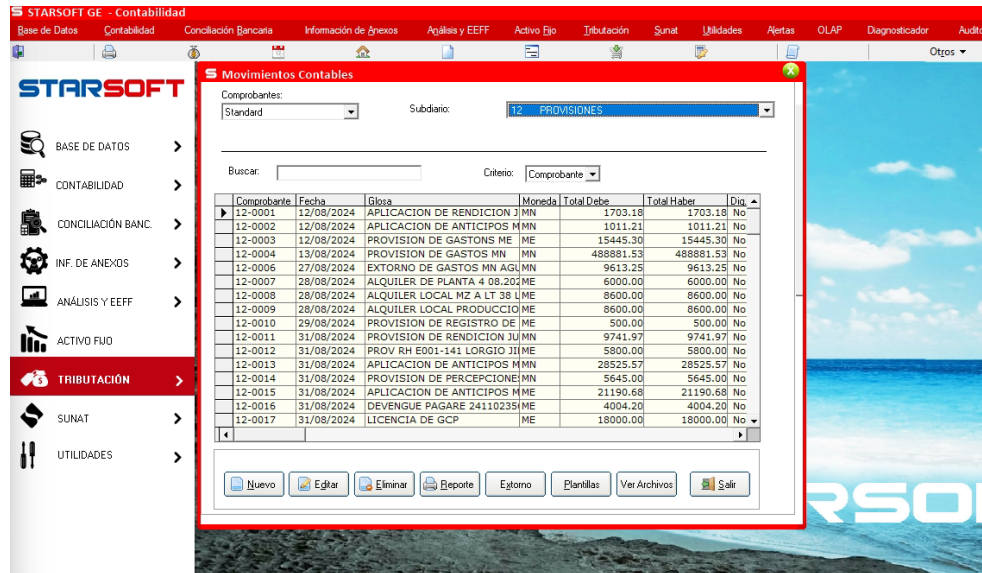 STARSOFT GE - Contabilidad
Base de Datos Contabilidad Conciliación Bancaria Información de Anexos Análisis y EEFF Activo Fijo Tributación Sunat Utilidades Alertas OLAP Diagnosticador Audito
Otros
STARSOFT
BASE DE DATOS
CONTABILIDAD
CONCILIACIÓN BANC.
INF. DE ANEXOS
ANÁLISIS Y EEFF
ACTIVO FIJO
TRIBUTACIÓN
SUNAT
UTILIDADES
Movimientos Contables
Comprobantes:
Standard
Subdiario: 12 PROVISIONES
Buscar: Criterio: Comprobante
Comprobante Fecha Glosa Moneda Total Debe Total Haber Dig.
12-0001 12/08/2024 APLICACION DE RENDICION J MN 1703.18 1703.18 No
12-0002 12/08/2024 APLICACION DE ANTICIPOS M MN 1011.21 1011.21 No
12-0003 12/08/2024 PROVISION DE GASTONS ME ME 15445.30 15445.30 No
12-0004 13/08/2024 PROVISION DE GASTOS MN MN 488881.53 488881.53 No
12-0006 27/08/2024 EXTORNO DE GASTOS MN AGU MN 9613.25 9613.25 No
12-0007 28/08/2024 ALQUILER DE PLANTA 4 08.202 ME 6000.00 6000.00 No
12-0008 28/08/2024 ALQUILER LOCAL MZ A LT 38 L ME 8600.00 8600.00 No
12-0009 28/08/2024 ALQUILER LOCAL PRODUCCIO ME 8600.00 8600.00 No
12-0010 29/08/2024 PROVISION DE REGISTRO DE ME 500.00 500.00 No
12-0011 31/08/2024 PROVISION DE RENDICION JU MN 9741.97 9741.97 No
12-0012 31/08/2024 PROV RH E001-141 LORGIO JI ME 5800.00 5800.00 No
12-0013 31/08/2024 APLICACION DE ANTICIPOS M MN 28525.57 28525.57 No
12-0014 31/08/2024 PROVISION DE PERCEPCIONE MN 5645.00 5645.00 No
12-0015 31/08/2024 APLICACION DE ANTICIPOS M ME 21190.68 21190.68 No
12-0016 31/08/2024 DEVENGUE PAGARE 24110235 ME 4004.20 4004.20 No
12-0017 31/08/2024 LICENCIA DE GCP ME 18000.00 18000.00 No
Nuevo Editar Eliminar Reporte Extorno Plantillas Ver Archivos Salir
RSO